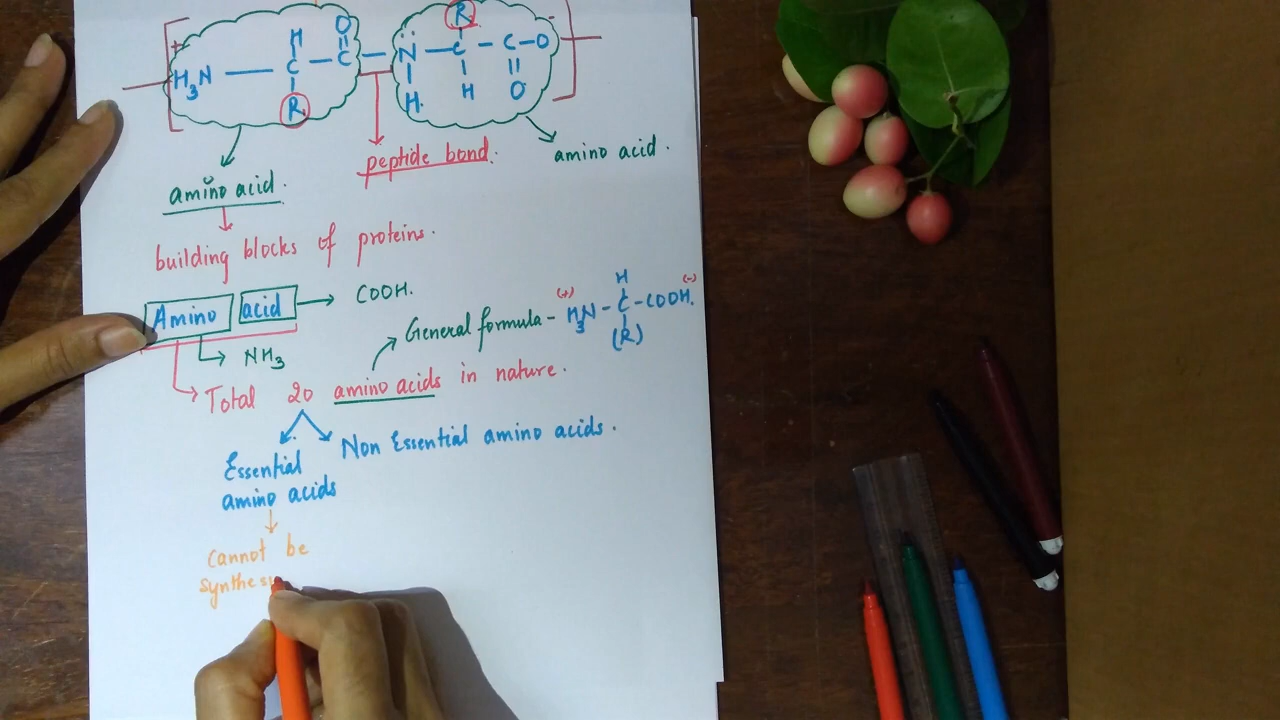 H O R
+ H₃N — C — C — N — C — C – O -
R H H O
peptide bond. amino acid.
amino acid.
building blocks of proteins.
Amino acid → COOH.
General formula – (+) H₃N – C – COOH. (-)
H
(R)
NH₃
Total 20 amino acids in nature.
Non Essential amino acids.
Essential
amino acids
Cannot be
synthes